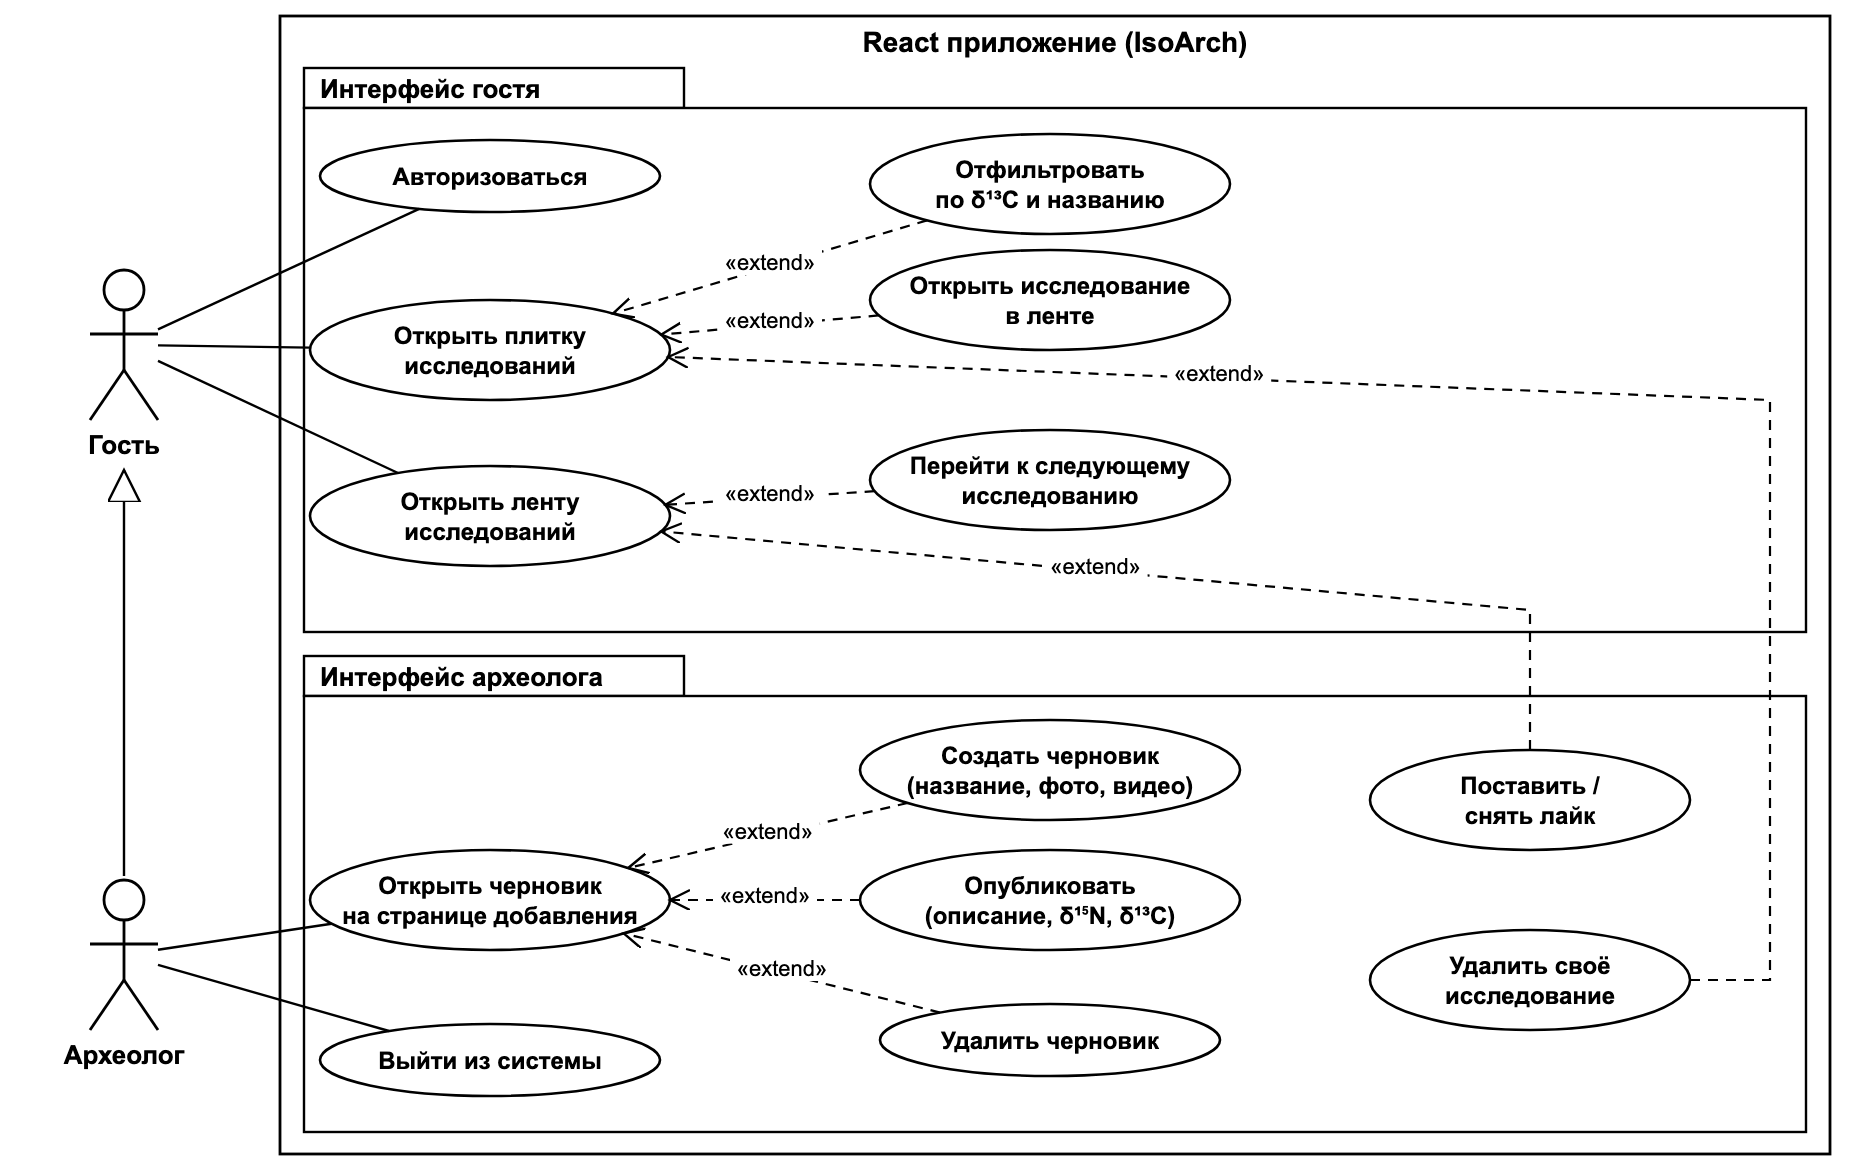 React приложение (IsoArch)
Интерфейс гостя
Авторизоваться
Отфильтровать
по δ¹³C и названию
«extend»
Открыть исследование
в ленте
«extend»
Открыть плитку
исследований
«extend»
Гость
Перейти к следующему
исследованию
«extend»
Открыть ленту
исследований
«extend»
Интерфейс археолога
Создать черновик
(название, фото, видео)
Поставить /
снять лайк
«extend»
Открыть черновик
на странице добавления
«extend»
Опубликовать
(описание, δ¹⁵N, δ¹³C)
«extend»
Удалить своё
исследование
Археолог
Выйти из системы
Удалить черновик